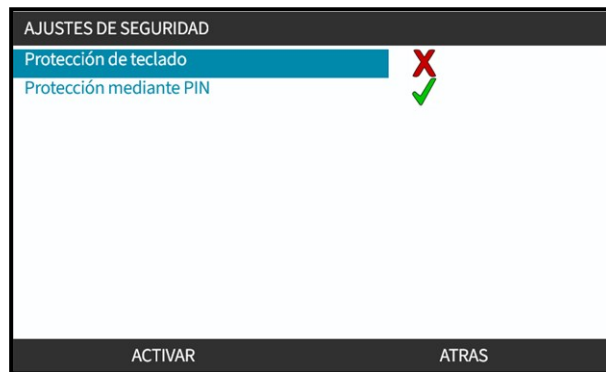 AJUSTES DE SEGURIDAD
Protección de teclado
Protección mediante PIN
ACTIVAR ATRAS